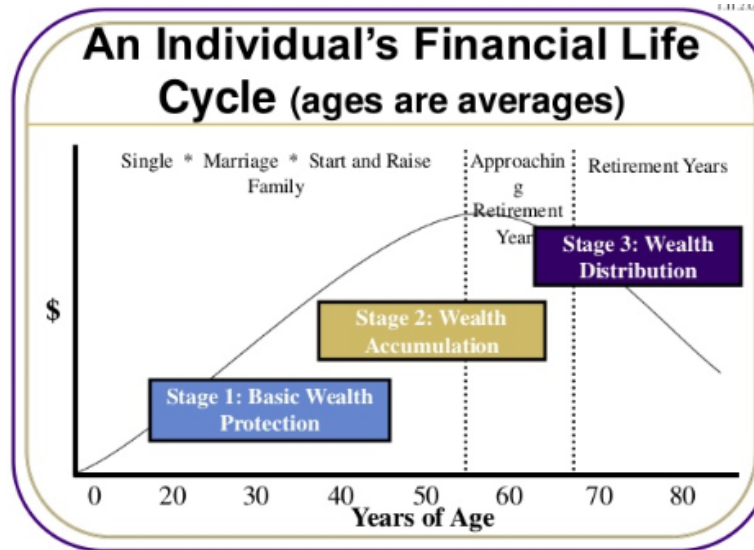 An Individual's Financial Life
Cycle (ages are averages)
Single * Marriage * Start and Raise
Family
Approachin
g
Retirement
Year
Retirement Years
Stage 3: Wealth
Distribution
$
Stage 2: Wealth
Accumulation
Stage 1: Basic Wealth
Protection
0 20 30 40 50 60 70 80
Years of Age